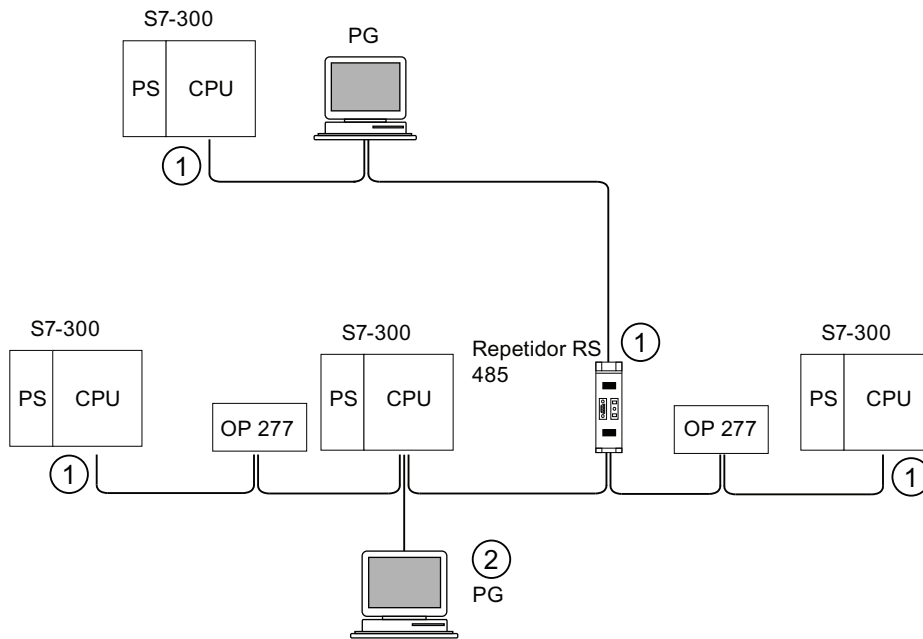 S7-300
PG
PS CPU
1
S7-300
S7-300
Repetidor RS
485
1
S7-300
PS CPU
OP 277
PS CPU
OP 277
PS CPU
1
1
2
PG